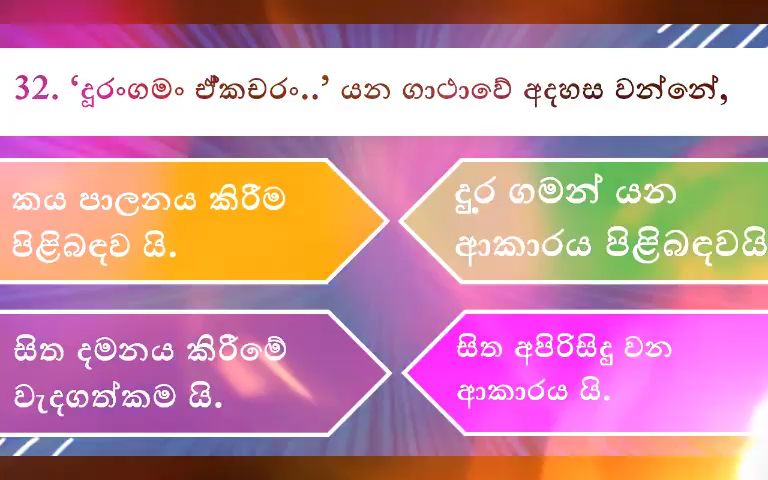 32. ‘දූරංගමං ඒකචරං..’ යන ගාථාවේ අදහස වන්නේ,
කය පාලනය කිරීම
පිළිබඳව යි.
දුර ගමන් යන
ආකාරය පිළිබඳවයි
සිත දමනය කිරීමේ
වැදගත්කම යි.
සිත අපිරිසිදු වන
ආකාරය යි.